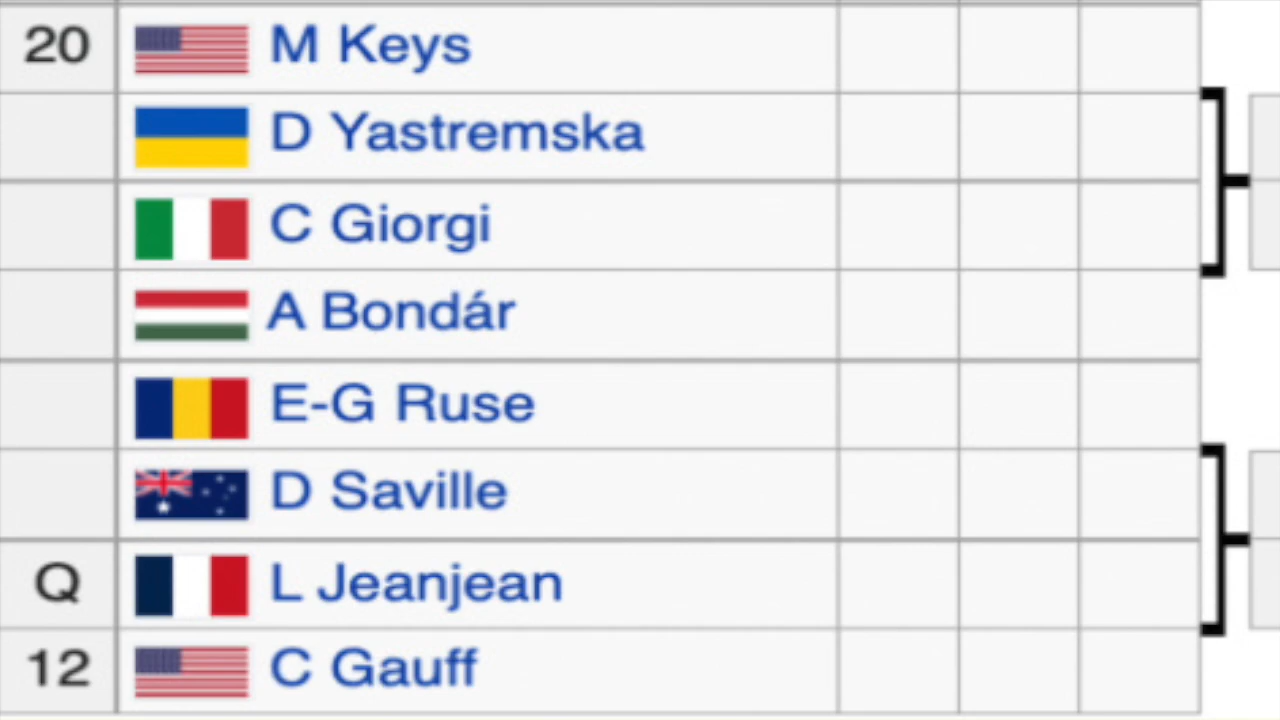 20 M Keys
D Yastremska
C Giorgi
A Bondár
E-G Ruse
D Saville
Q L Jeanjean
12 C Gauff